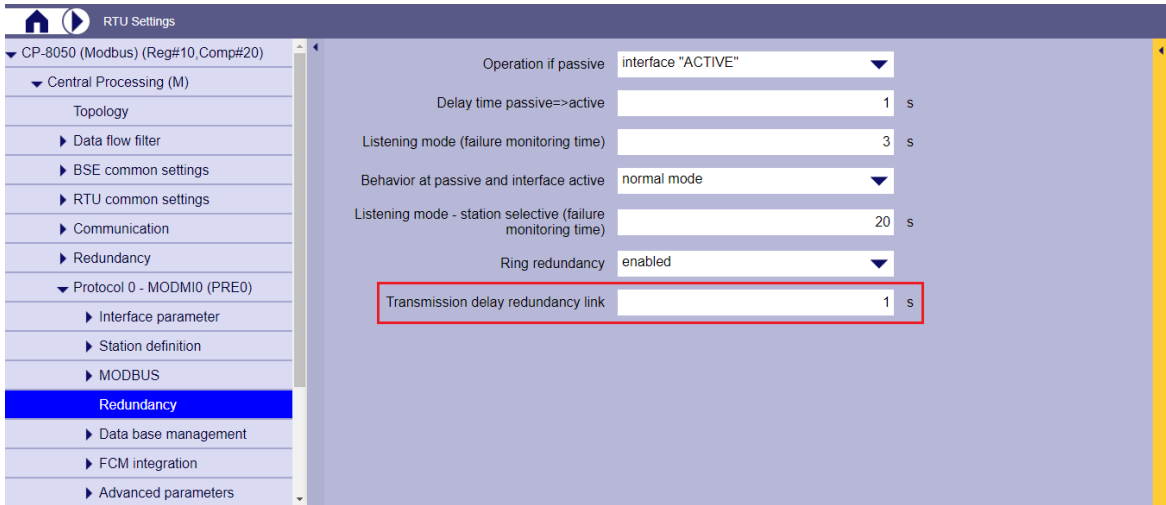 RTU Settings
CP-8050 (Modbus) (Reg#10,Comp#20)
Central Processing (M)
Topology
Data flow filter
BSE common settings
RTU common settings
Communication
Redundancy
Protocol 0 - MODMI0 (PRE0)
Interface parameter
Station definition
MODBUS
Redundancy
Data base management
FCM integration
Advanced parameters
Operation if passive interface "ACTIVE"
Delay time passive=>active 1 s
Listening mode (failure monitoring time) 3 s
Behavior at passive and interface active normal mode
Listening mode - station selective (failure
monitoring time) 20 s
Ring redundancy enabled
Transmission delay redundancy link 1 s